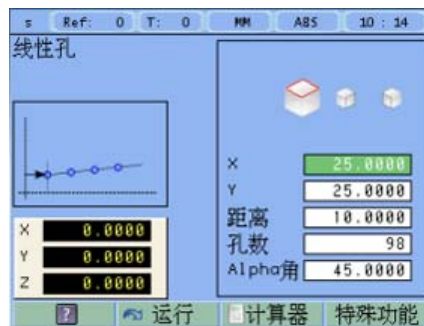 s Ref: 0 T: 0 MM ABS 10 : 14
线性孔
X 25.0000
Y 25.0000
距离 10.0000
孔数 98
Alpha角 45.0000
X 0.0000
Y 0.0000
Z 0.0000
? 运行 计算器 特殊功能